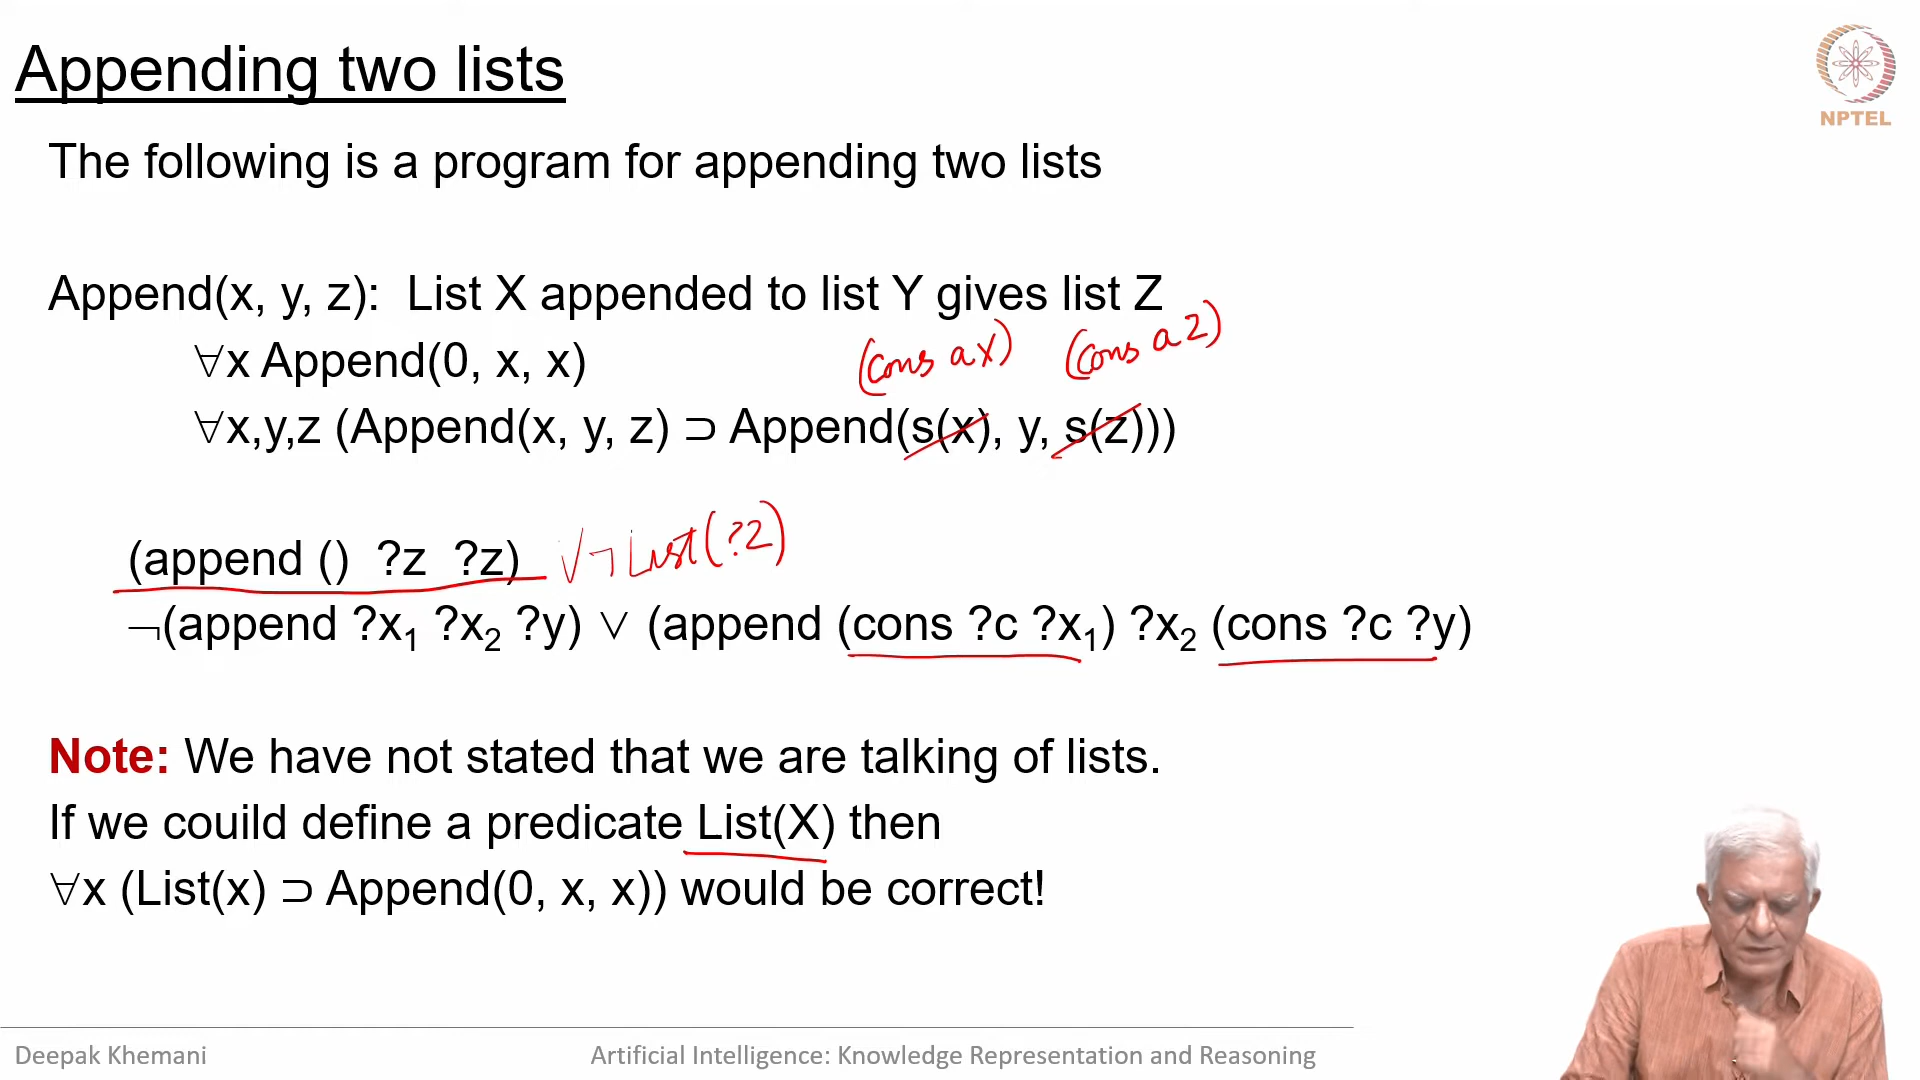 Appending two lists
NPTEL
The following is a program for appending two lists
Append(x, y, z): List X appended to list Y gives list Z
(cons a x) (cons a z)
∀x Append(0, x, x)
∀x,y,z (Append(x, y, z) ⊃ Append(s(x), y, s(z)))
(append () ?z ?z) ∨ ¬ List(?z)
¬(append ?x₁ ?x₂ ?y) ∨ (append (cons ?c ?x₁) ?x₂ (cons ?c ?y)
Note: We have not stated that we are talking of lists.
If we couild define a predicate List(X) then
∀x (List(x) ⊃ Append(0, x, x)) would be correct!
Deepak Khemani
Artificial Intelligence: Knowledge Representation and Reasoning